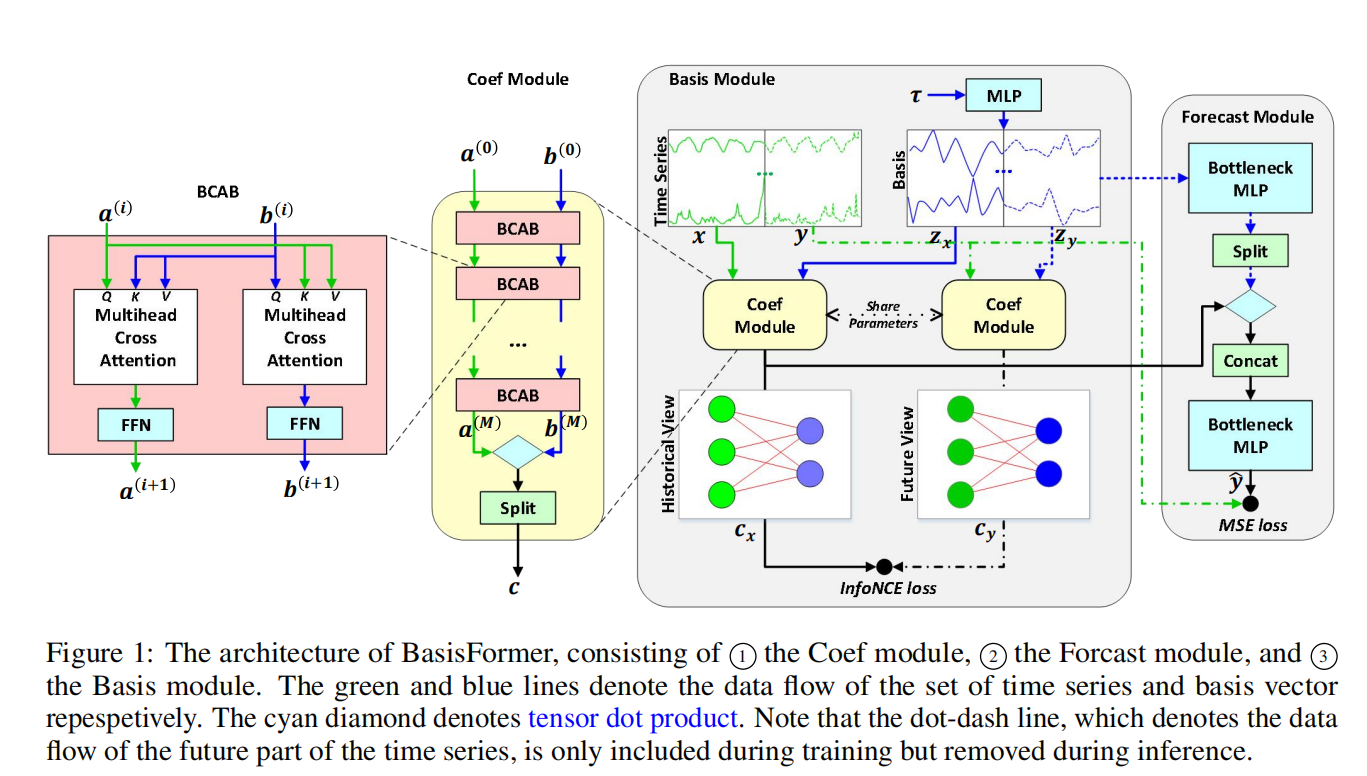 Coef Module
a(0)
b(0)
BCAB
BCAB
...
BCAB
a(M)
b(M)
Split
c
BCAB
a(i)
b(i)
Q K V
Multihead
Cross
Attention
FFN
a(i+1)
Q K V
Multihead
Cross
Attention
FFN
b(i+1)
Basis Module
τ
MLP
Time Series
...
x
y
Basis
...
zx
zy
Coef
Module
Share
Parameters
Coef
Module
Historical View
cx
Future View
cy
InfoNCE loss
Forecast Module
Bottleneck
MLP
Split
Concat
Bottleneck
MLP
ŷ
MSE loss
Figure 1: The architecture of BasisFormer, consisting of ① the Coef module, ② the Forcast module, and ③
the Basis module. The green and blue lines denote the data flow of the set of time series and basis vector
repespetively. The cyan diamond denotes tensor dot product. Note that the dot-dash line, which denotes the data
flow of the future part of the time series, is only included during training but removed during inference.